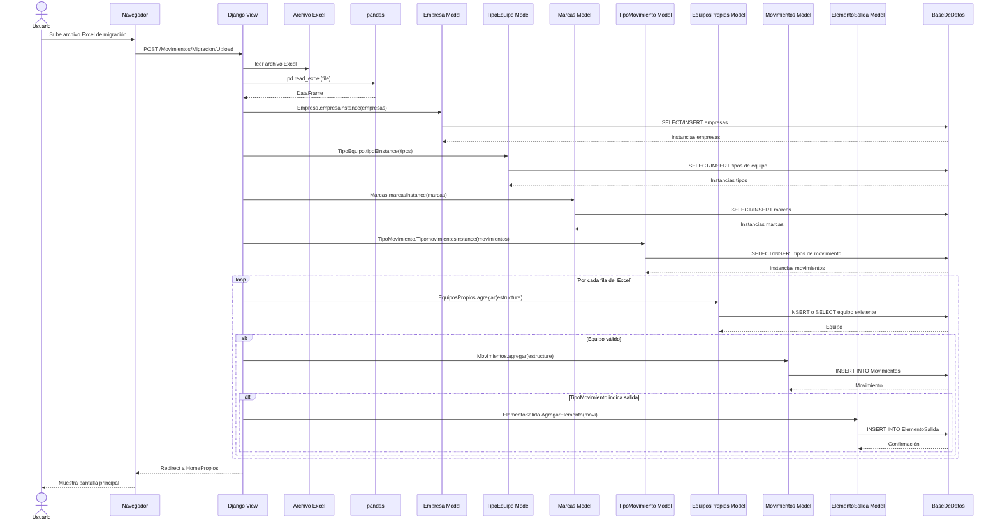 Usuario
Navegador
Django View
Archivo Excel
pandas
Empresa Model
TipoEquipo Model
Marcas Model
TipoMovimiento Model
EquiposPropios Model
Movimientos Model
ElementoSalida Model
BaseDeDatos
Sube archivo Excel de migración
POST /Movimientos/Migracion/Upload
leer archivo Excel
pd.read_excel(file)
DataFrame
Empresa.empresainstance(empresas)
SELECT/INSERT empresas
Instancias empresas
TipoEquipo.tipoEinstance(tipos)
SELECT/INSERT tipos de equipo
Instancias tipos
Marcas.marcasinstance(marcas)
SELECT/INSERT marcas
Instancias marcas
TipoMovimiento.Tipomovimientosinstance(movimientos)
SELECT/INSERT tipos de movimiento
Instancias movimientos
loop
[Por cada fila del Excel]
EquiposPropios.agregar(estructure)
INSERT o SELECT equipo existente
Equipo
alt
[Equipo válido]
Movimientos.agregar(estructure)
INSERT INTO Movimientos
Movimiento
alt
[TipoMovimiento indica salida]
ElementoSalida.AgregarElemento(movi)
INSERT INTO ElementoSalida
Confirmación
Redirect a HomePropios
Muestra pantalla principal
Usuario
Navegador
Django View
Archivo Excel
pandas
Empresa Model
TipoEquipo Model
Marcas Model
TipoMovimiento Model
EquiposPropios Model
Movimientos Model
ElementoSalida Model
BaseDeDatos